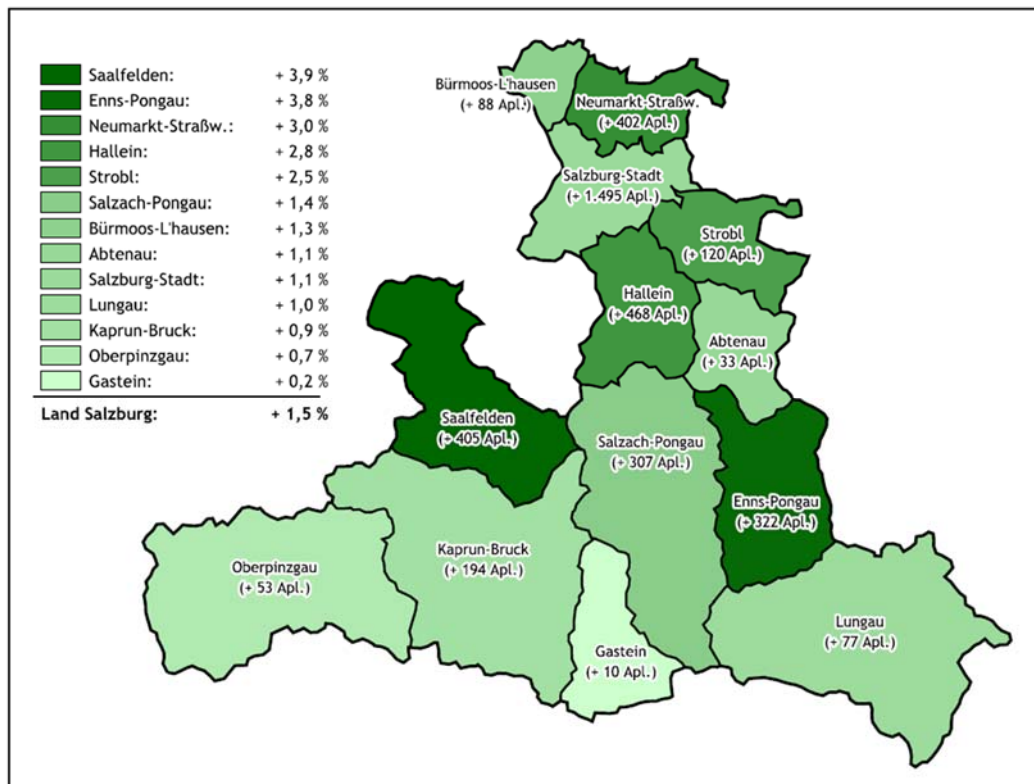 Saalfelden: + 3,9 %
Enns-Pongau: + 3,8 %
Neumarkt-Straßw.: + 3,0 %
Hallein: + 2,8 %
Strobl: + 2,5 %
Salzach-Pongau: + 1,4 %
Bürmoos-L'hausen: + 1,3 %
Abtenau: + 1,1 %
Salzburg-Stadt: + 1,1 %
Lungau: + 1,0 %
Kaprun-Bruck: + 0,9 %
Oberpinzgau: + 0,7 %
Gastein: + 0,2 %
Land Salzburg: + 1,5 %
Bürmoos-L'hausen
(+ 88 Apl.)
Neumarkt-Straßw.
(+ 402 Apl.)
Salzburg-Stadt
(+ 1.495 Apl.)
Strobl
(+ 120 Apl.)
Hallein
(+ 468 Apl.)
Abtenau
(+ 33 Apl.)
Saalfelden
(+ 405 Apl.)
Salzach-Pongau
(+ 307 Apl.)
Enns-Pongau
(+ 322 Apl.)
Kaprun-Bruck
(+ 194 Apl.)
Oberpinzgau
(+ 53 Apl.)
Lungau
(+ 77 Apl.)
Gastein
(+ 10 Apl.)